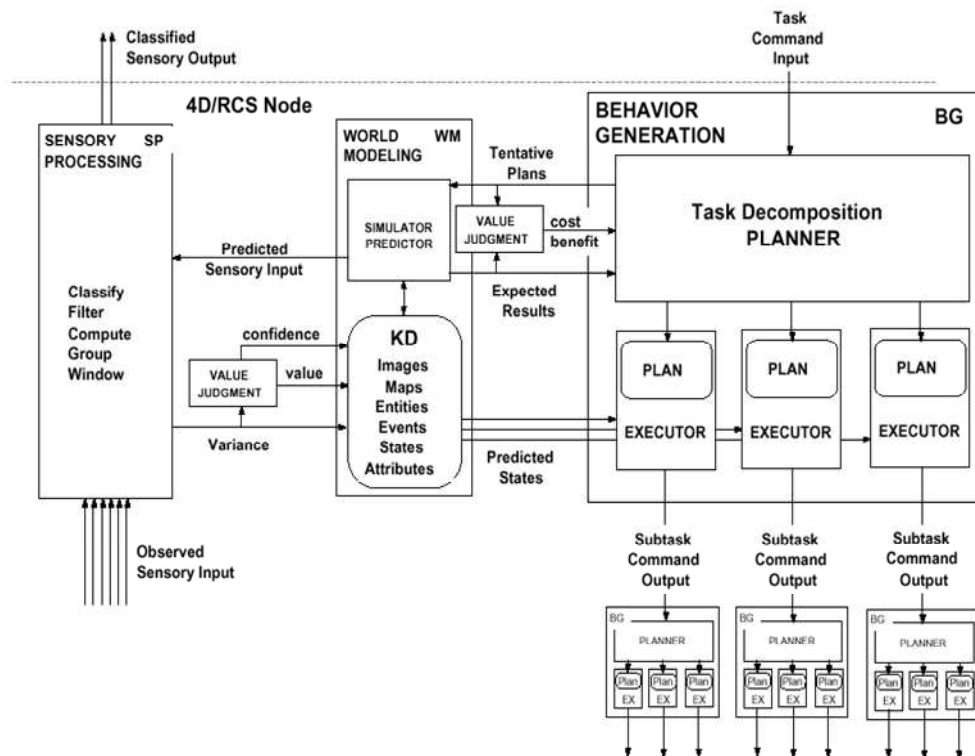 Classified
Sensory Output
Task
Command
Input
4D/RCS Node
SENSORY SP
PROCESSING
Classify
Filter
Compute
Group
Window
WORLD WM
MODELING
SIMULATOR
PREDICTOR
Predicted
Sensory Input
confidence
VALUE
JUDGMENT
value
Variance
KD
Images
Maps
Entities
Events
States
Attributes
Tentative
Plans
VALUE
JUDGMENT
cost
benefit
Expected
Results
Predicted
States
BEHAVIOR BG
GENERATION
Task Decomposition
PLANNER
PLAN
EXECUTOR
PLAN
EXECUTOR
PLAN
EXECUTOR
Observed
Sensory Input
Subtask
Command
Output
Subtask
Command
Output
Subtask
Command
Output
BG
PLANNER
Plan Plan Plan
EX EX EX
BG
PLANNER
Plan Plan Plan
EX EX EX
BG
PLANNER
Plan Plan Plan
EX EX EX